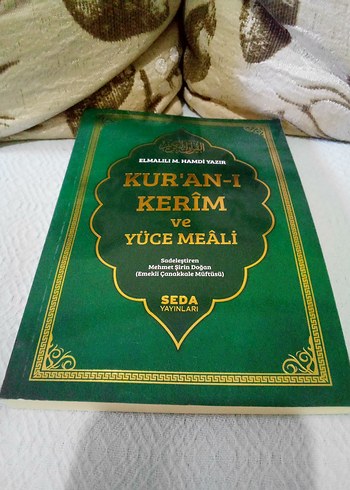 ELMALILI M. HAMDİ YAZIR
KUR'AN-I
KERÎM
ve
YÜCE MEÂLİ
Sadeleştiren
Mehmet Şirin Doğan
(Emekli Çanakkale Müftüsü)
SEDA
YAYINLARI